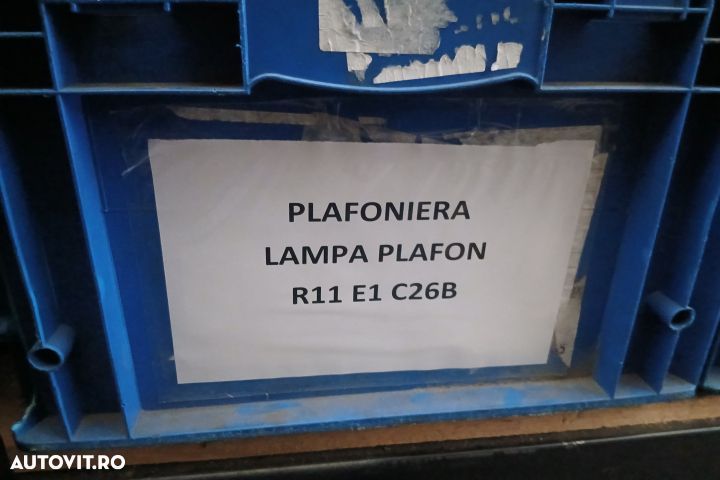 PLAFONIERA
LAMPA PLAFON
R11 E1 C26B
AUTOVIT.RO